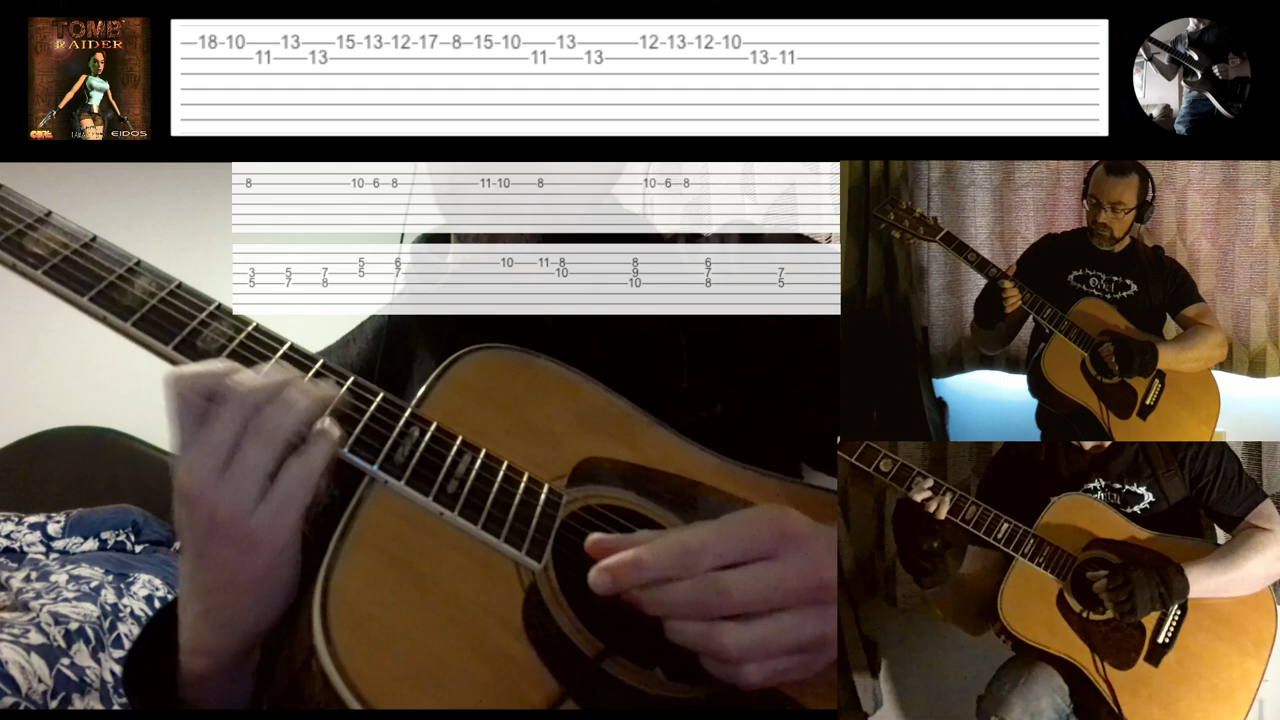 TOMB
RAIDER
CORE
EIDOS
18-10 13 15-13-12-17-8-15-10 13 12-13-12-10
11 13 11 13 13-11
8 10 6 8 11-10 8 10 6 8
5 6 10 11 8 8 6
3 5 7 5 7 10 9 7 7
5 7 8 10 8 5